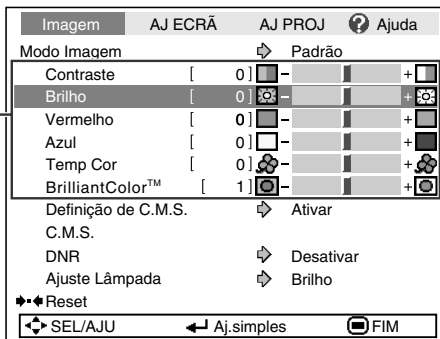 Imagem AJ ECRÃ AJ PROJ ? Ajuda
Modo Imagem Padrão
Contraste [ 0 ] - +
Brilho [ 0 ] - +
Vermelho [ 0 ] - +
Azul [ 0 ] - +
Temp Cor [ 0 ] - +
BrilliantColor™ [ 1 ] - +
Definição de C.M.S. Ativar
C.M.S.
DNR Desativar
Ajuste Lâmpada Brilho
Reset
SEL/AJU Aj.simples FIM